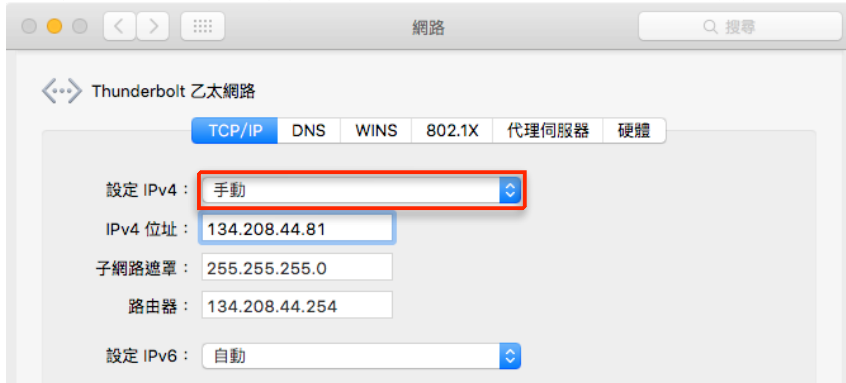 網路
搜尋
Thunderbolt 乙太網路
TCP/IP DNS WINS 802.1X 代理伺服器 硬體
設定 IPv4： 手動
IPv4 位址： 134.208.44.81
子網路遮罩： 255.255.255.0
路由器： 134.208.44.254
設定 IPv6： 自動